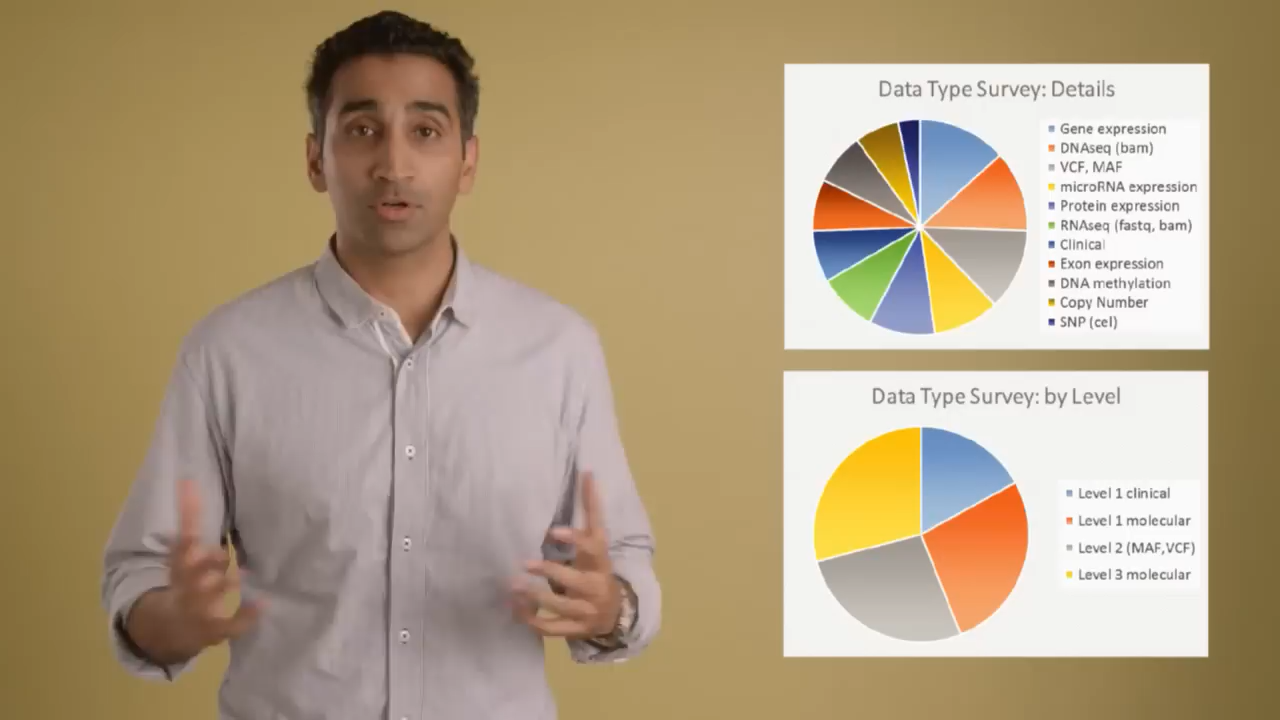 Data Type Survey: Details
Gene expression
DNAseq (bam)
VCF, MAF
microRNA expression
Protein expression
RNAseq (fastq, bam)
Clinical
Exon expression
DNA methylation
Copy Number
SNP (cel)
Data Type Survey: by Level
Level 1 clinical
Level 1 molecular
Level 2 (MAF,VCF)
Level 3 molecular